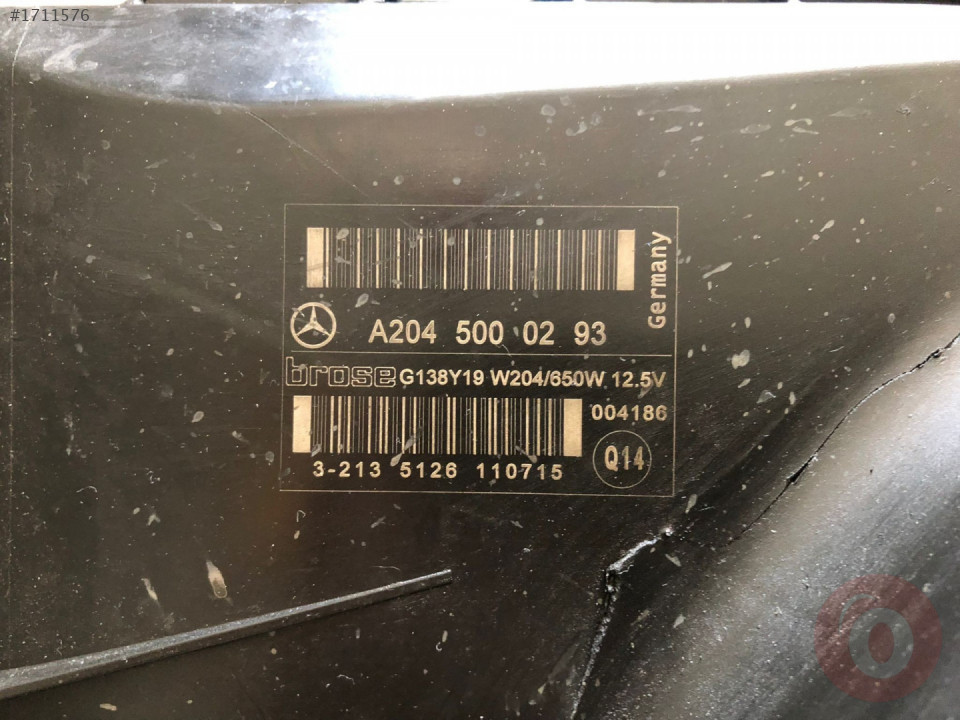 #1711576
Germany
A204 500 02 93
brose G138Y19 W204/650W 12.5V
004186
3-213 5126 110715
Q14